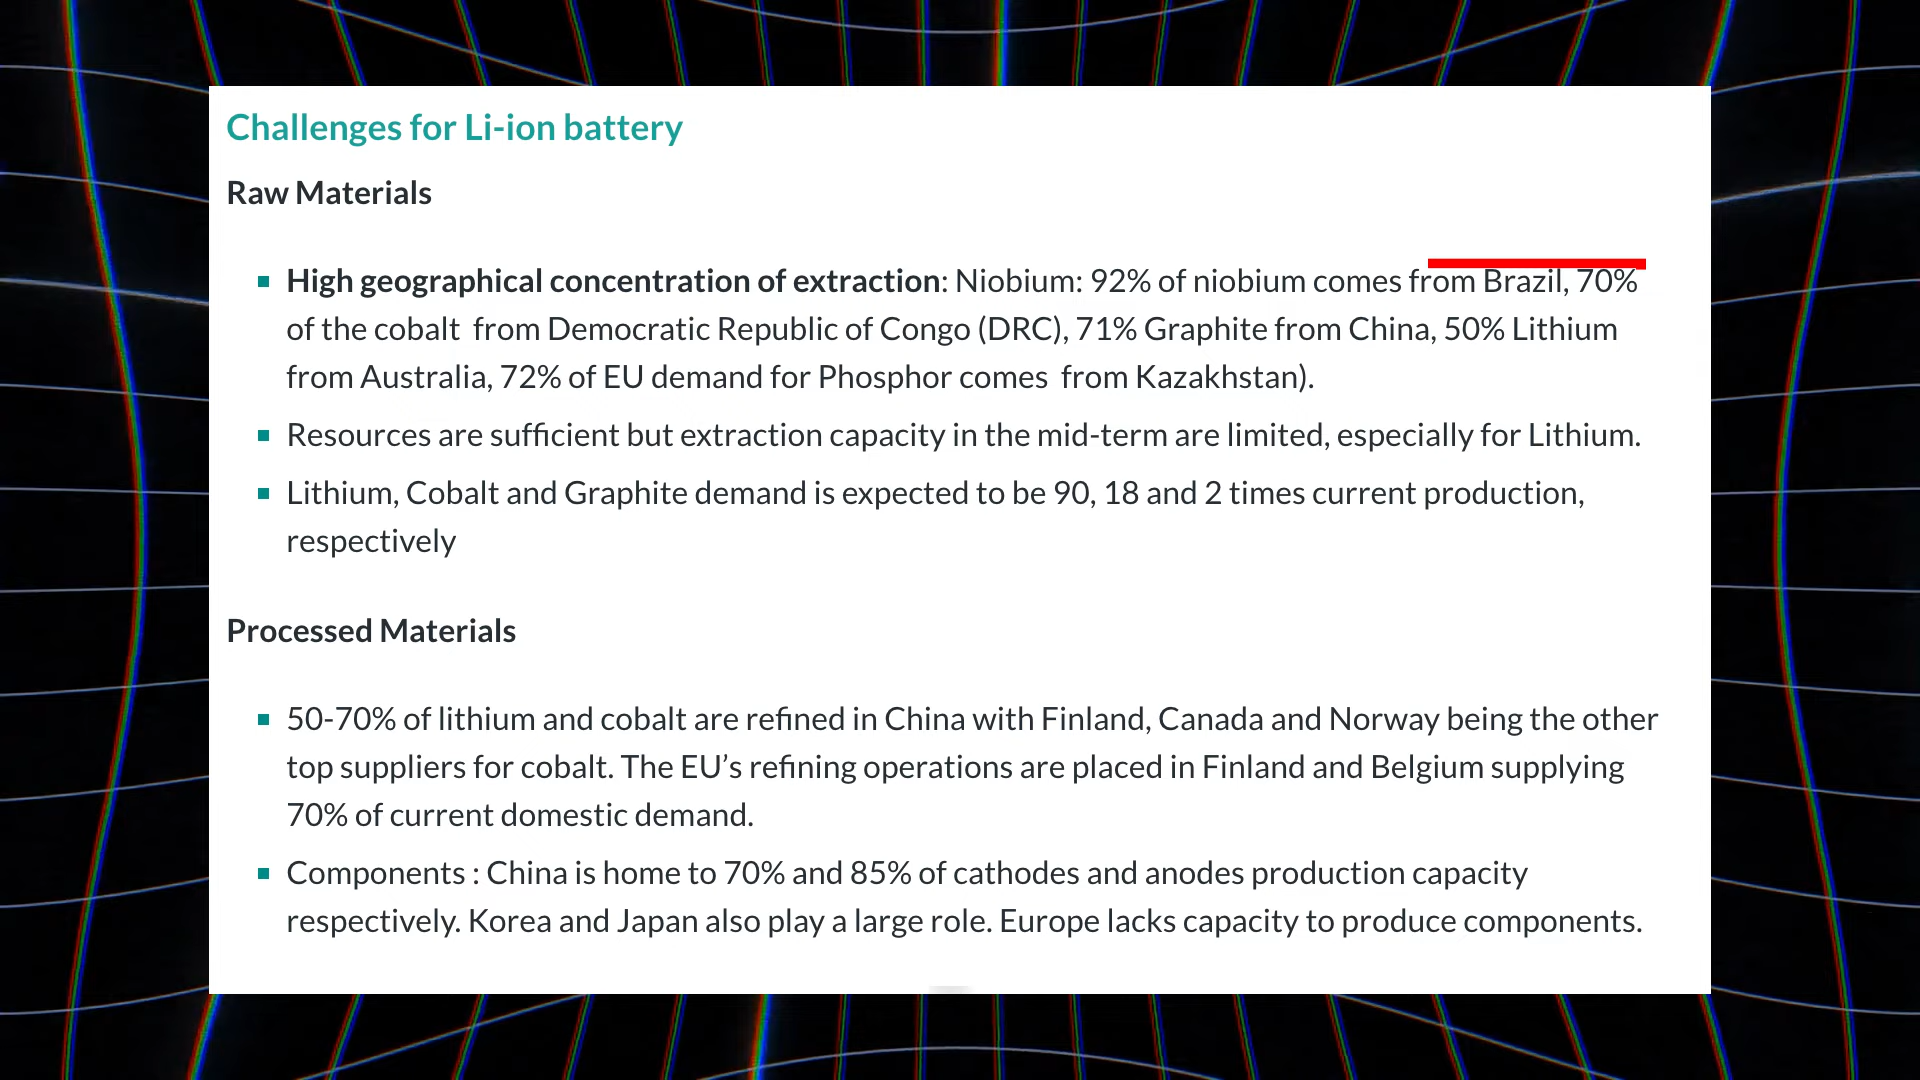 Challenges for Li-ion battery
Raw Materials
High geographical concentration of extraction: Niobium: 92% of niobium comes from Brazil, 70%
of the cobalt  from Democratic Republic of Congo (DRC), 71% Graphite from China, 50% Lithium
from Australia, 72% of EU demand for Phosphor comes  from Kazakhstan).
Resources are sufficient but extraction capacity in the mid-term are limited, especially for Lithium.
Lithium, Cobalt and Graphite demand is expected to be 90, 18 and 2 times current production,
respectively
Processed Materials
50-70% of lithium and cobalt are refined in China with Finland, Canada and Norway being the other
top suppliers for cobalt. The EU’s refining operations are placed in Finland and Belgium supplying
70% of current domestic demand.
Components : China is home to 70% and 85% of cathodes and anodes production capacity
respectively. Korea and Japan also play a large role. Europe lacks capacity to produce components.